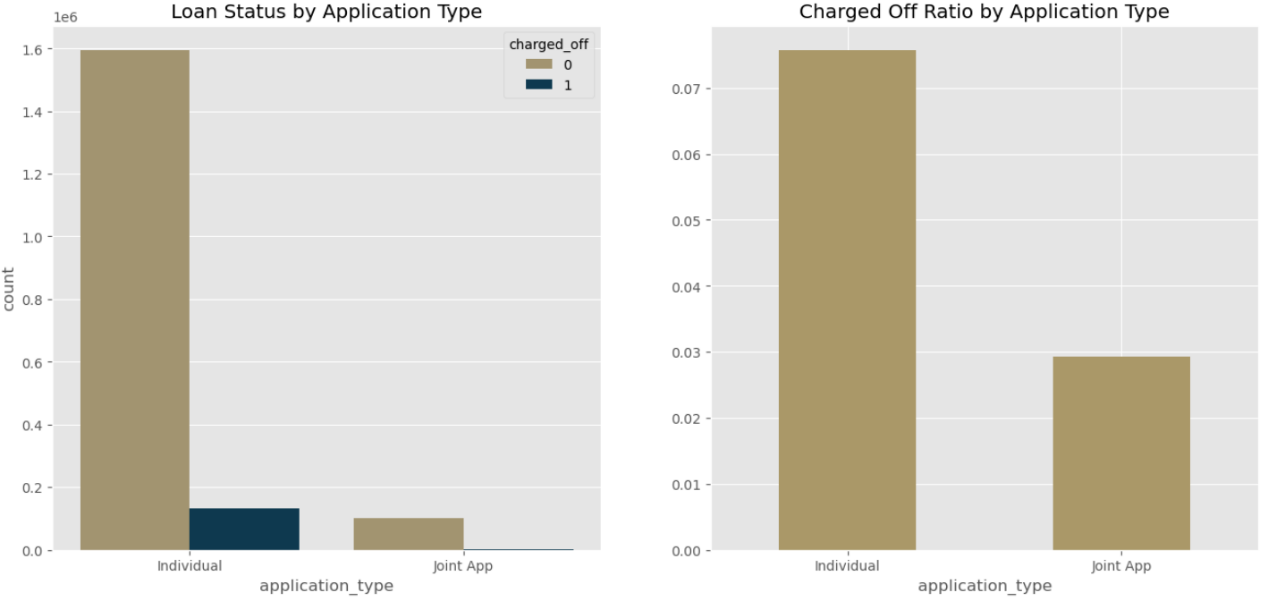 Loan Status by Application Type
1e6
1.6
1.4
1.2
1.0
0.8
0.6
0.4
0.2
0.0
count
charged_off
0
1
Individual
Joint App
application_type
Charged Off Ratio by Application Type
0.07
0.06
0.05
0.04
0.03
0.02
0.01
0.00
Individual
Joint App
application_type